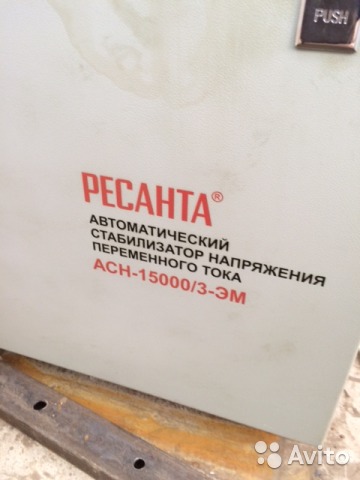 PUSH
РЕСАНТА®
АВТОМАТИЧЕСКИЙ
СТАБИЛИЗАТОР НАПРЯЖЕНИЯ
ПЕРЕМЕННОГО ТОКА
АСН-15000/3-ЭМ
Avito